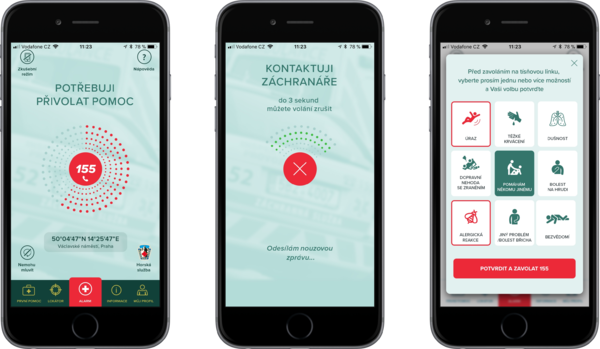 Vodafone CZ 11:23 18 %
Zkušební
režim
?
Nápověda
POTŘEBUJI
PŘIVOLAT POMOC
155
50°04'47"N 14°25'47"E
Václavské náměstí, Praha
Nemohu
mluvit
Horská
služba
PRVNÍ POMOC
LOKÁTOR
ALARM
INFORMACE
MŮJ PROFIL
Vodafone CZ 11:23 18 %
KONTAKTUJI
ZÁCHRANÁŘE
do 3 sekund
můžete volání zrušit
Odesílám nouzovou
zprávu...
Vodafone CZ 11:23 18 %
Před zavoláním na tísňovou linku,
vyberte prosím jednu nebo více možností
a Vaši volbu potvrďte
ÚRAZ
TĚŽKÉ
KRVÁCENÍ
DUŠNOST
DOPRAVNÍ
NEHODA
SE ZRANĚNÍM
POMÁHÁM
NĚKOMU JINÉMU
BOLEST
NA HRUDI
ALERGICKÁ
REAKCE
JINÝ PROBLÉM
/BOLEST BŘICHA
BEZVĚDOMÍ
POTVRDIT A ZAVOLAT 155